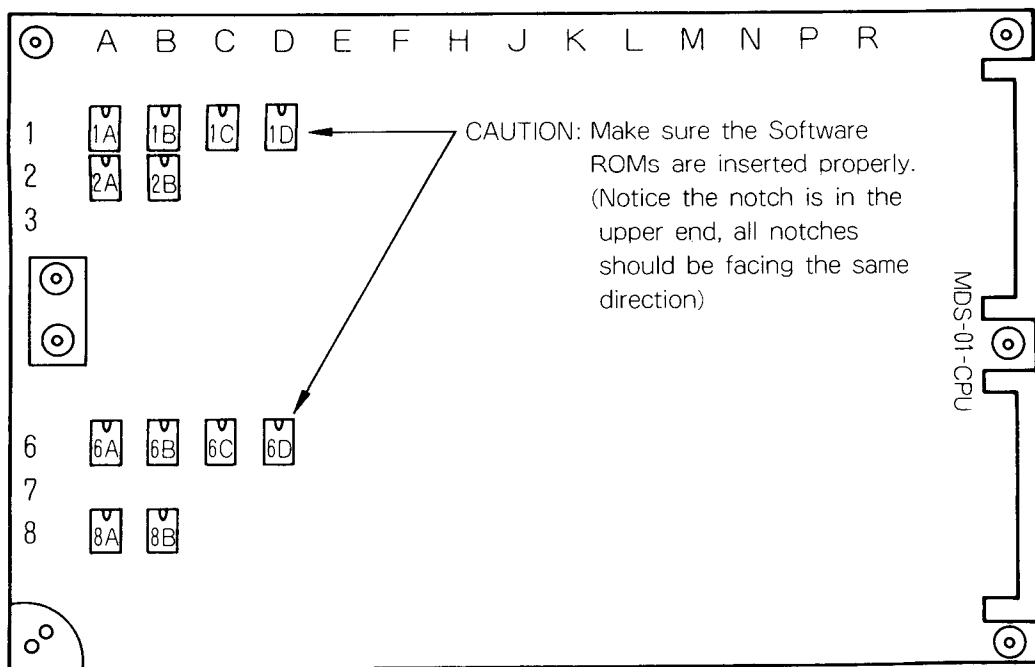 A B C D E F H J K L M N P R
1
1A 1B 1C 1D
CAUTION: Make sure the Software
ROMs are inserted properly.
(Notice the notch is in the
upper end, all notches
should be facing the same
direction)
2
2A 2B
3
MDS-01-CPU
6
6A 6B 6C 6D
7
8
8A 8B